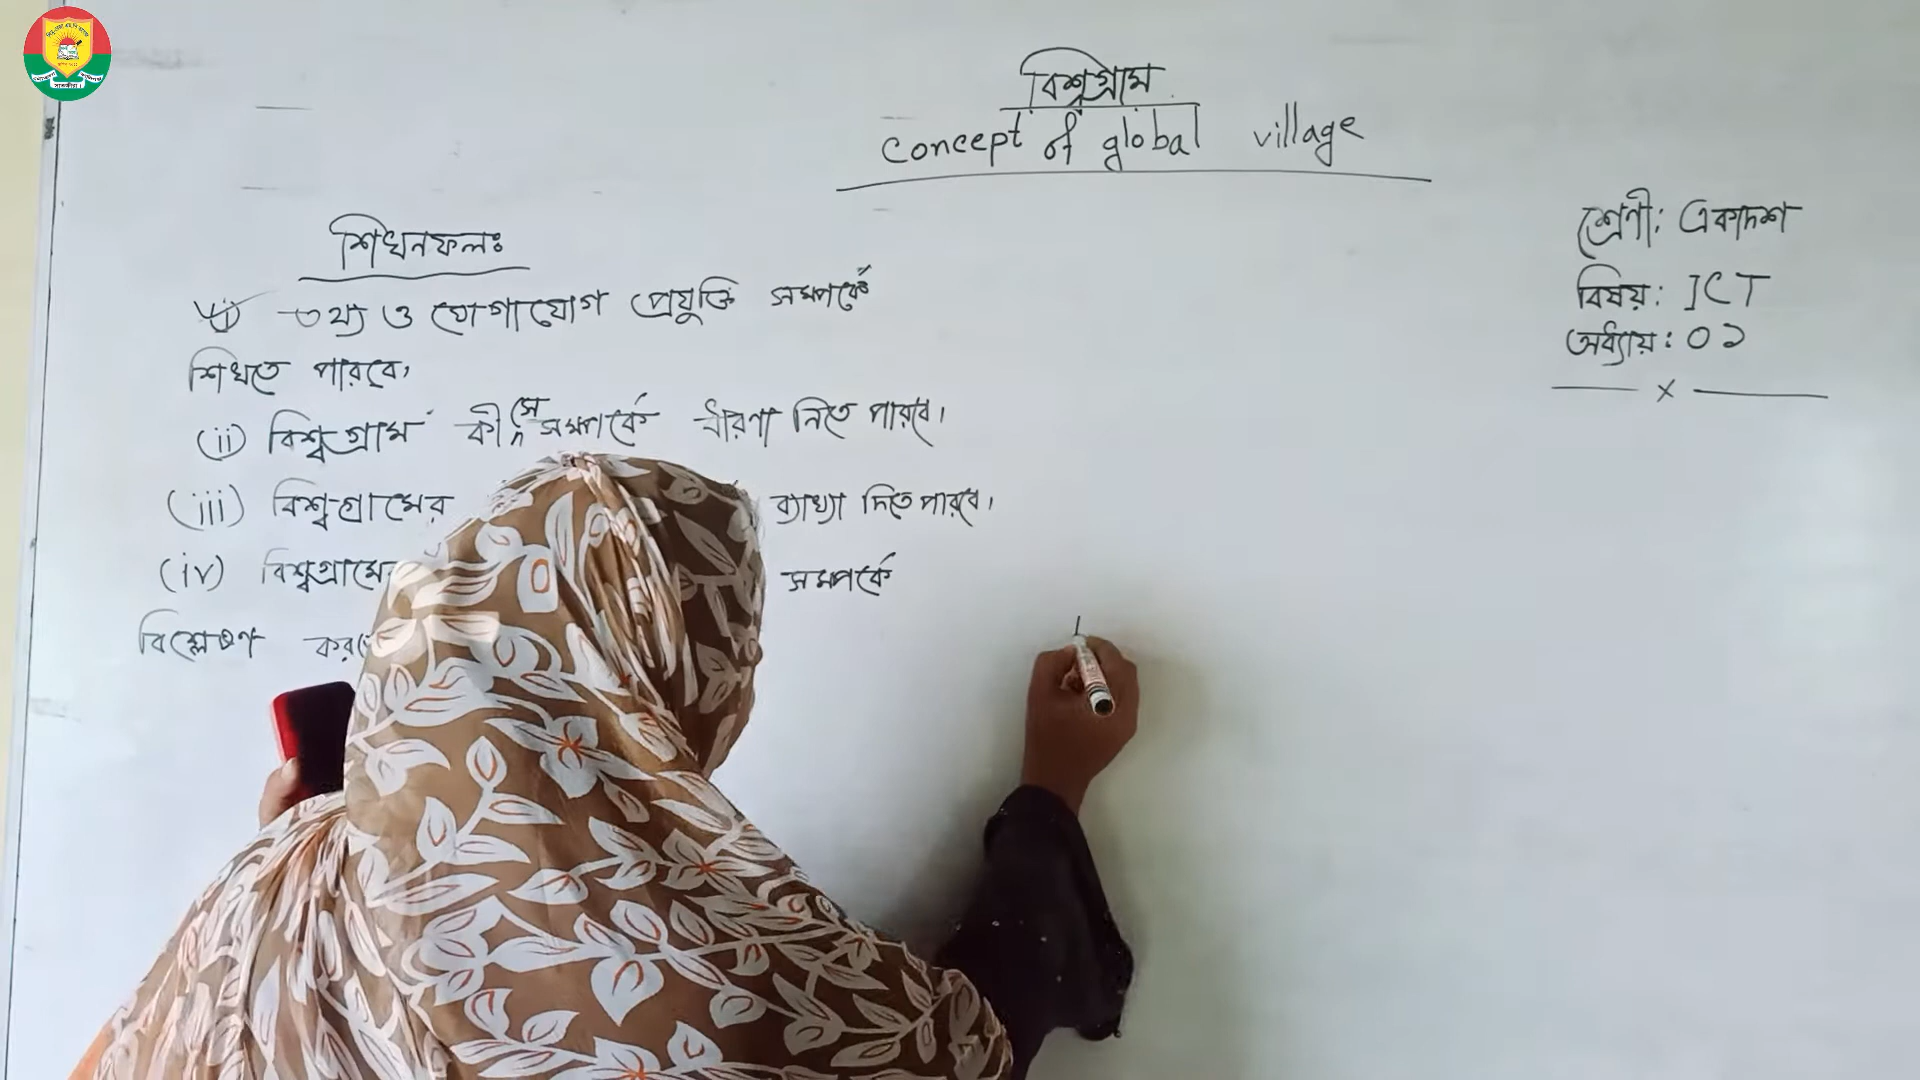 বিশ্বগ্রাম
concept of global village
শ্রেণী: একাদশ
বিষয়: ICT
অধ্যায়: ০১
x
শিখনফলঃ
(i) তথ্য ও যোগাযোগ প্রযুক্তি সম্পর্কে
শিখতে পারবে,
(ii) বিশ্বগ্রাম কী সে সম্পর্কে ধারণা নিতে পারবে।
(iii) বিশ্বগ্রামের ব্যাখ্যা দিতে পারবে।
(iv) বিশ্বগ্রামের সম্পর্কে
বিশ্লেষণ